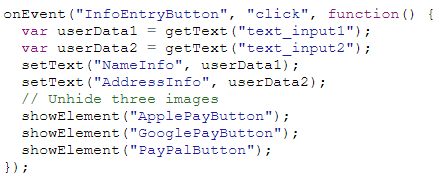 onEvent("InfoEntryButton", "click", function() {
  var userData1 = getText("text_input1");
  var userData2 = getText("text_input2");
  setText("NameInfo", userData1);
  setText("AddressInfo", userData2);
  // Unhide three images
  showElement("ApplePayButton");
  showElement("GooglePayButton");
  showElement("PayPalButton");
});